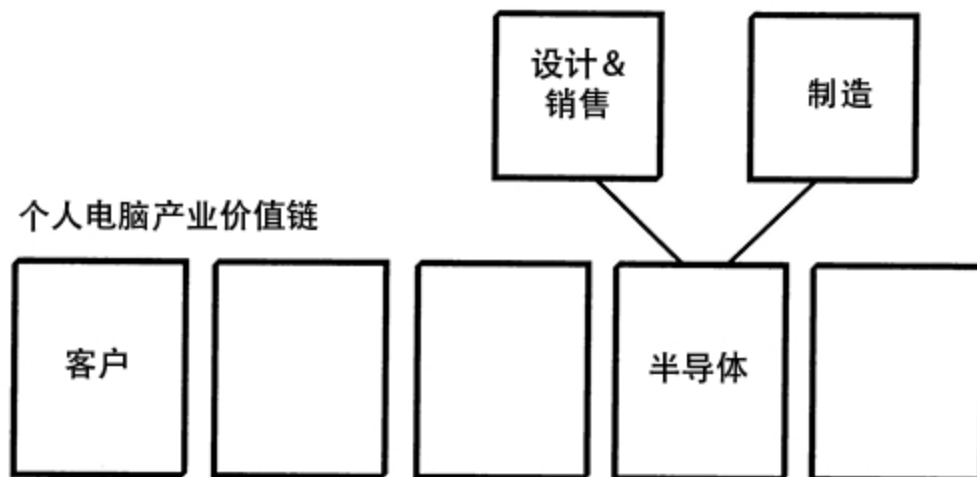 设计&
销售
制造
个人电脑产业价值链
客户
半导体